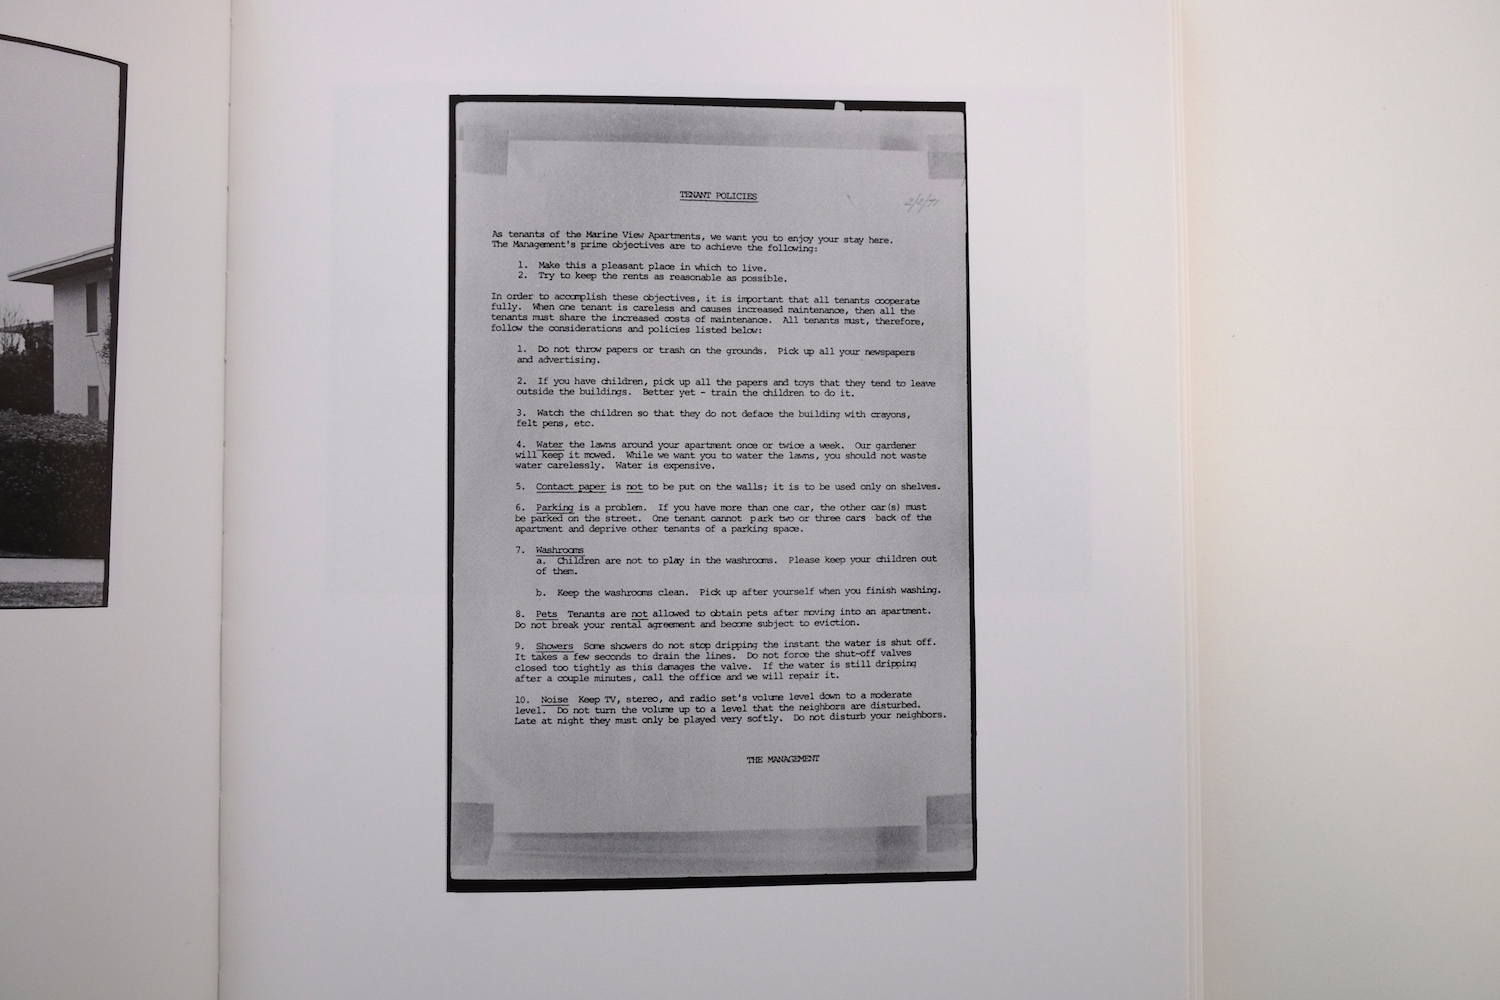 TENANT POLICIES
2/2/71
As tenants of the Marine View Apartments, we want you to enjoy your stay here.
The Management's prime objectives are to achieve the following:
1. Make this a pleasant place in which to live.
2. Try to keep the rents as reasonable as possible.
In order to accomplish these objectives, it is important that all tenants cooperate
fully. When one tenant is careless and causes increased maintenance, then all the
tenants must share the increased costs of maintenance. All tenants must, therefore,
follow the considerations and policies listed below:
1. Do not throw papers or trash on the grounds. Pick up all your newspapers
and advertising.
2. If you have children, pick up all the papers and toys that they tend to leave
outside the buildings. Better yet - train the children to do it.
3. Watch the children so that they do not deface the building with crayons,
felt pens, etc.
4. Water the lawns around your apartment once or twice a week. Our gardener
will keep it mowed. While we want you to water the lawns, you should not waste
water carelessly. Water is expensive.
5. Contact paper is not to be put on the walls; it is to be used only on shelves.
6. Parking is a problem. If you have more than one car, the other car(s) must
be parked on the street. One tenant cannot park two or three cars back of the
apartment and deprive other tenants of a parking space.
7. Washrooms
a. Children are not to play in the washrooms. Please keep your children out
of them.
b. Keep the washrooms clean. Pick up after yourself when you finish washing.
8. Pets Tenants are not allowed to obtain pets after moving into an apartment.
Do not break your rental agreement and become subject to eviction.
9. Showers Some showers do not stop dripping the instant the water is shut off.
It takes a few seconds to drain the lines. Do not force the shut-off valves
closed too tightly as this damages the valve. If the water is still dripping
after a couple minutes, call the office and we will repair it.
10. Noise Keep TV, stereo, and radio set's volume level down to a moderate
level. Do not turn the volume up to a level that the neighbors are disturbed.
Late at night they must only be played very softly. Do not disturb your neighbors.
THE MANAGEMENT